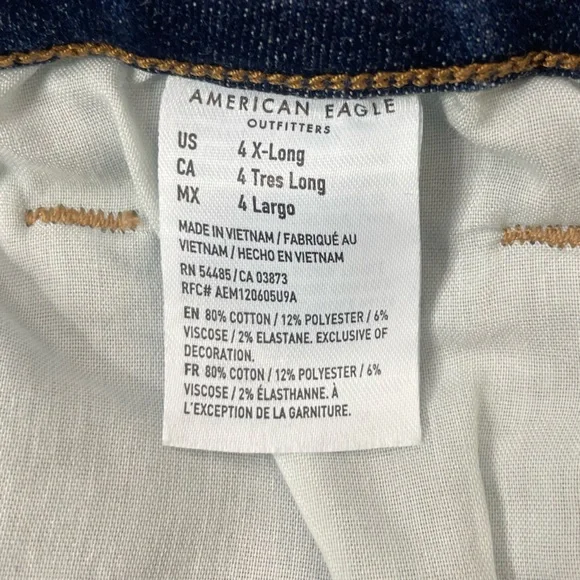 AMERICAN EAGLE
OUTFITTERS
US 4 X-Long
CA 4 Tres Long
MX 4 Largo
MADE IN VIETNAM / FABRIQUÉ AU
VIETNAM / HECHO EN VIETNAM
RN 54485 / CA 03873
RFC# AEM120605U9A
EN 80% COTTON / 12% POLYESTER / 6%
VISCOSE / 2% ELASTANE. EXCLUSIVE OF
DECORATION.
FR 80% COTON / 12% POLYESTER / 6%
VISCOSE / 2% ÉLASTHANNE. À
L'EXCEPTION DE LA GARNITURE.